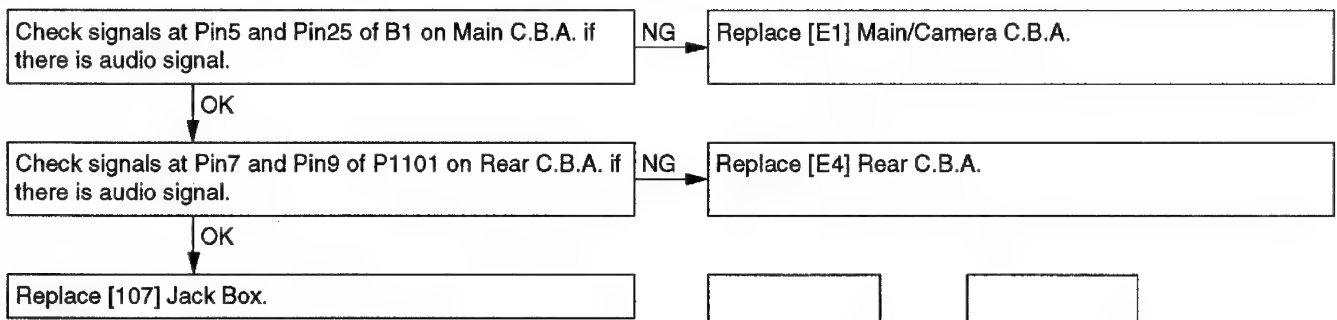 Check signals at Pin5 and Pin25 of B1 on Main C.B.A. if
there is audio signal.
NG
Replace [E1] Main/Camera C.B.A.
OK
Check signals at Pin7 and Pin9 of P1101 on Rear C.B.A. if
there is audio signal.
NG
Replace [E4] Rear C.B.A.
OK
Replace [107] Jack Box.